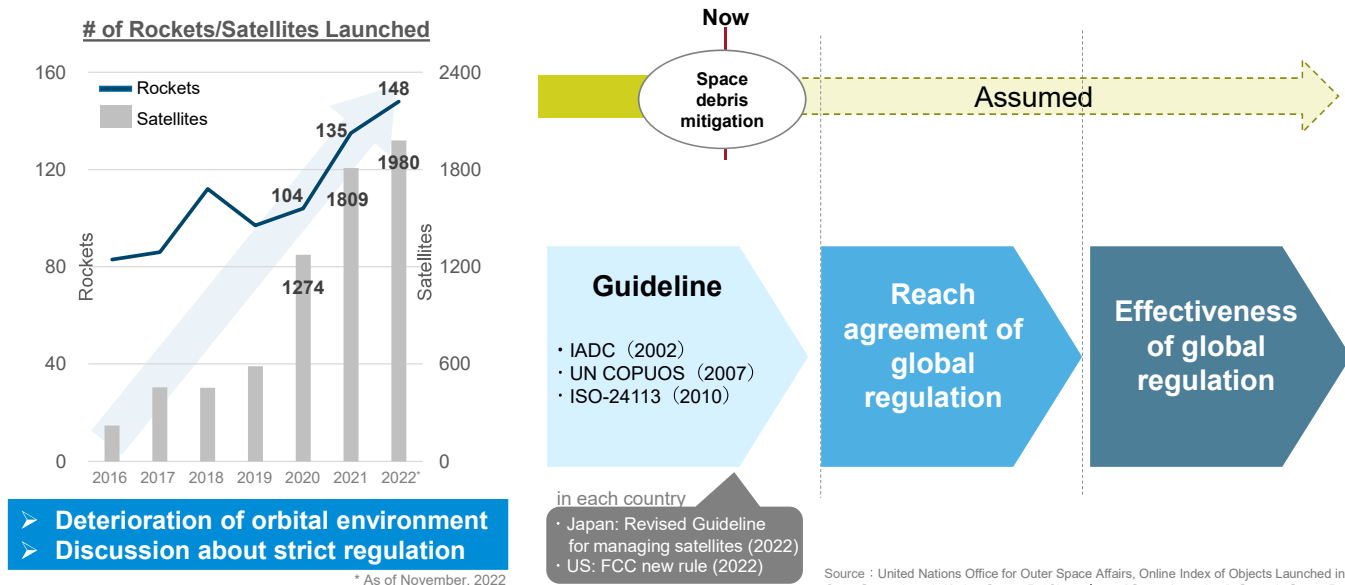 # of Rockets/Satellites Launched
160
120
80
40
0
Rockets
2400
1800
1200
600
0
Satellites
Rockets
Satellites
148
135
104
1980
1809
1274
2016 2017 2018 2019 2020 2021 2022*
➢ Deterioration of orbital environment
➢ Discussion about strict regulation
* As of November, 2022
Now
Space
debris
mitigation
Assumed
Guideline
・IADC（2002）
・UN COPUOS（2007）
・ISO-24113（2010）
Reach
agreement of
global
regulation
Effectiveness
of global
regulation
in each country
・Japan: Revised Guideline
for managing satellites (2022)
・US: FCC new rule (2022)
Source：United Nations Office for Outer Space Affairs, Online Index of Objects Launched in